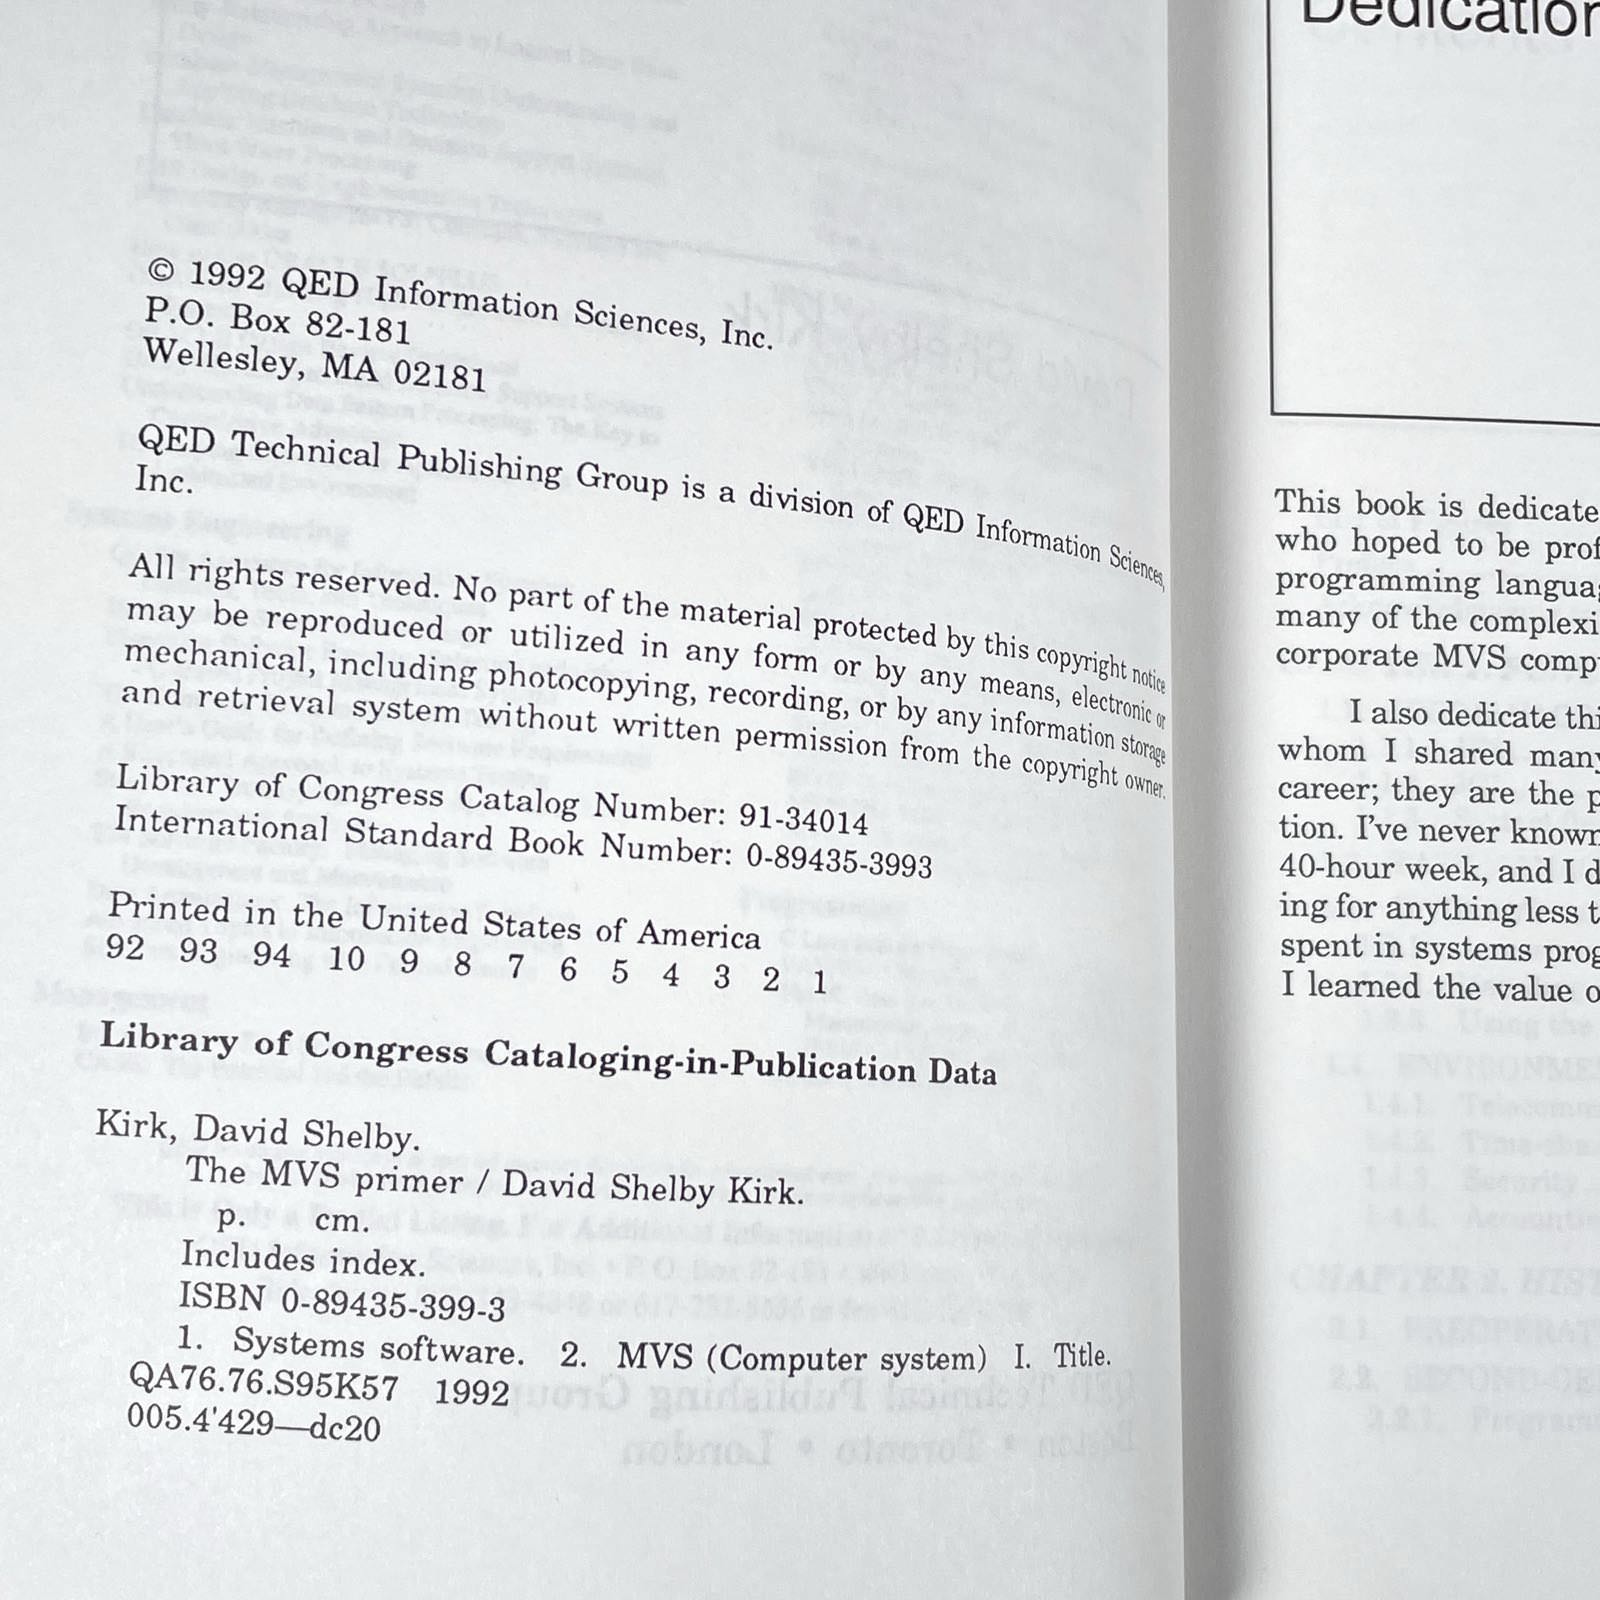 © 1992 QED Information Sciences, Inc.
P.O. Box 82-181
Wellesley, MA 02181
QED Technical Publishing Group is a division of QED Information Sciences,
Inc.
All rights reserved. No part of the material protected by this copyright notice
may be reproduced or utilized in any form or by any means, electronic or
mechanical, including photocopying, recording, or by any information storage
and retrieval system without written permission from the copyright owner.
Library of Congress Catalog Number: 91-34014
International Standard Book Number: 0-89435-3993
Printed in the United States of America
92 93 94 10 9 8 7 6 5 4 3 2 1
Library of Congress Cataloging-in-Publication Data
Kirk, David Shelby.
The MVS primer / David Shelby Kirk.
p. cm.
Includes index.
ISBN 0-89435-399-3
1. Systems software. 2. MVS (Computer system) I. Title.
QA76.76.S95K57 1992
005.4'429—dc20
Dedication
This book is dedicate
who hoped to be prof
programming languag
many of the complexi
corporate MVS comp
I also dedicate thi
whom I shared many
career; they are the p
tion. I've never known
40-hour week, and I d
ing for anything less t
spent in systems prog
I learned the value o